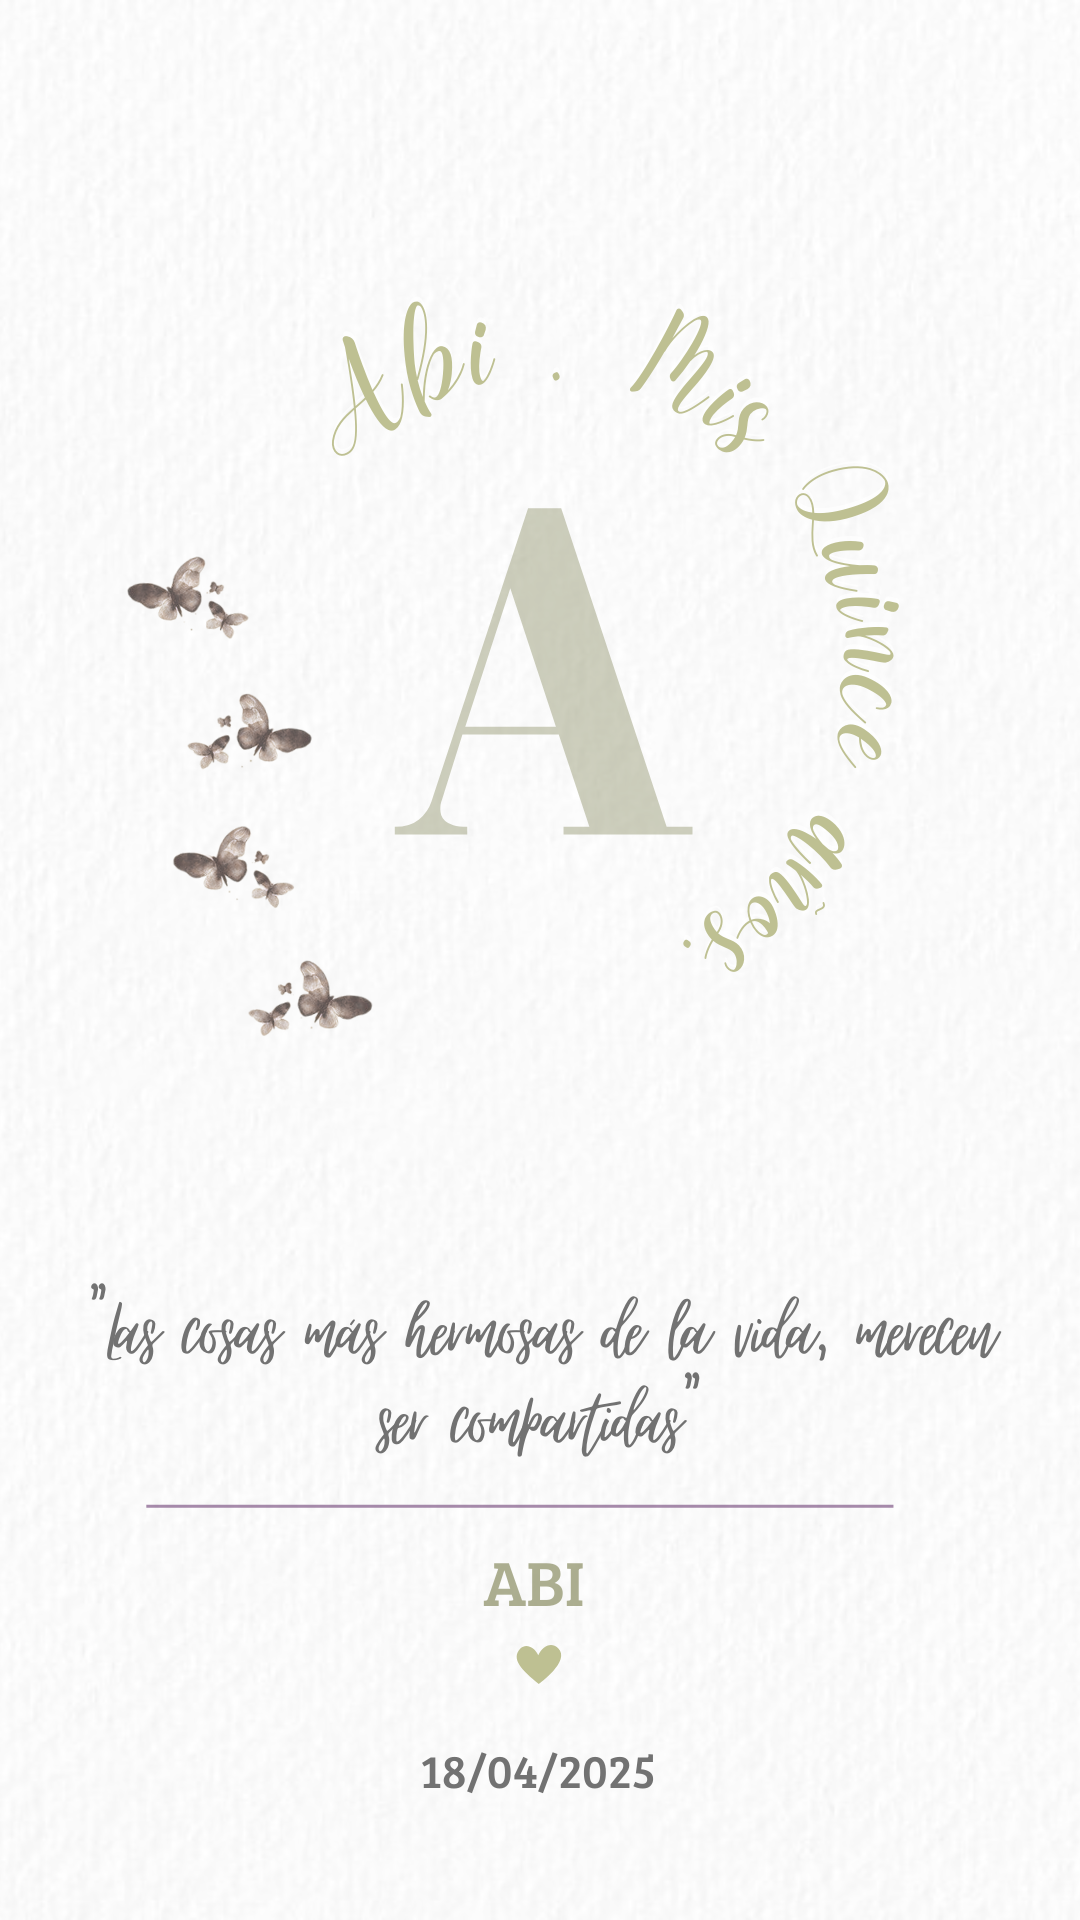 Abi . Mis Quince años.
A
"Las cosas más hermosas de la vida, merecen
ser compartidas"
ABI
18/04/2025